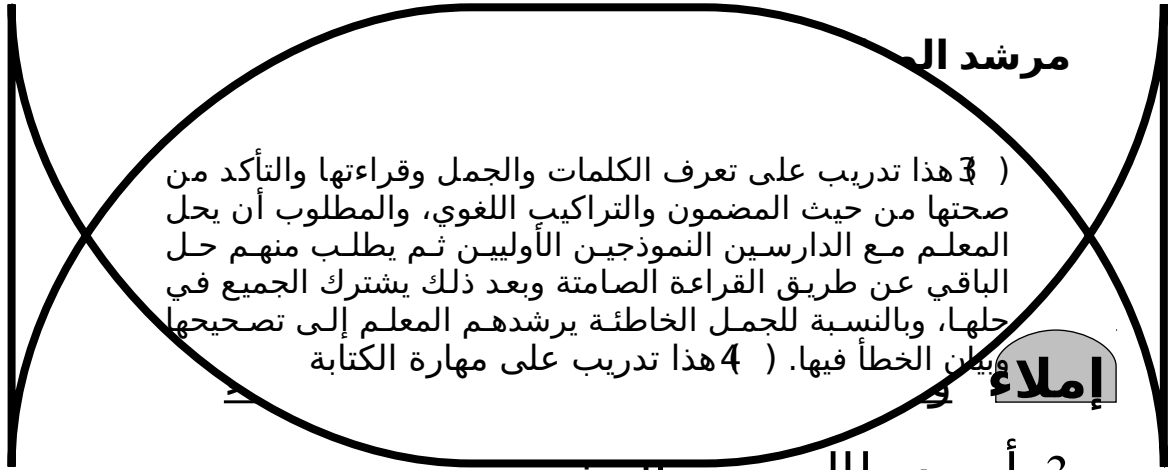 مرشد
( 3) هذا تدريب على تعرف الكلمات والجمل وقراءتها والتأكد من
صحتها من حيث المضمون والتراكيب اللغوي، والمطلوب أن يحل
المعلم مع الدارسين النموذجين الأوليين ثم يطلب منهم حل
الباقي عن طريق القراءة الصامتة وبعد ذلك يشترك الجميع في
حلها، وبالنسبة للجمل الخاطئة يرشدهم المعلم إلى تصحيحها
وبيان الخطأ فيها. ( 4) هذا تدريب على مهارة الكتابة
إملاء